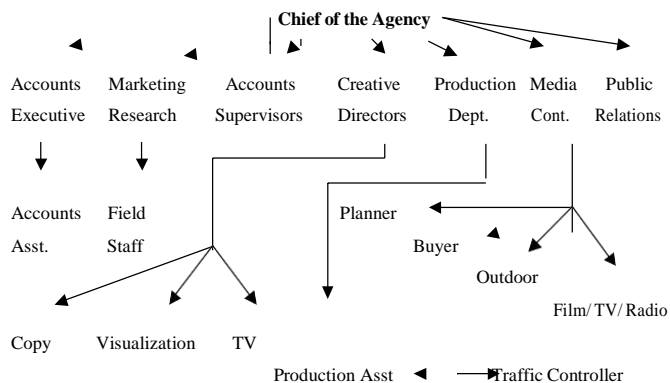 Chief of the Agency
Accounts Marketing Accounts Creative Production Media Public
Executive Research Supervisors Directors Dept. Cont. Relations
Accounts Field Planner
Asst. Staff Buyer
Outdoor
Film/ TV/ Radio
Copy Visualization TV
Production Asst Traffic Controller